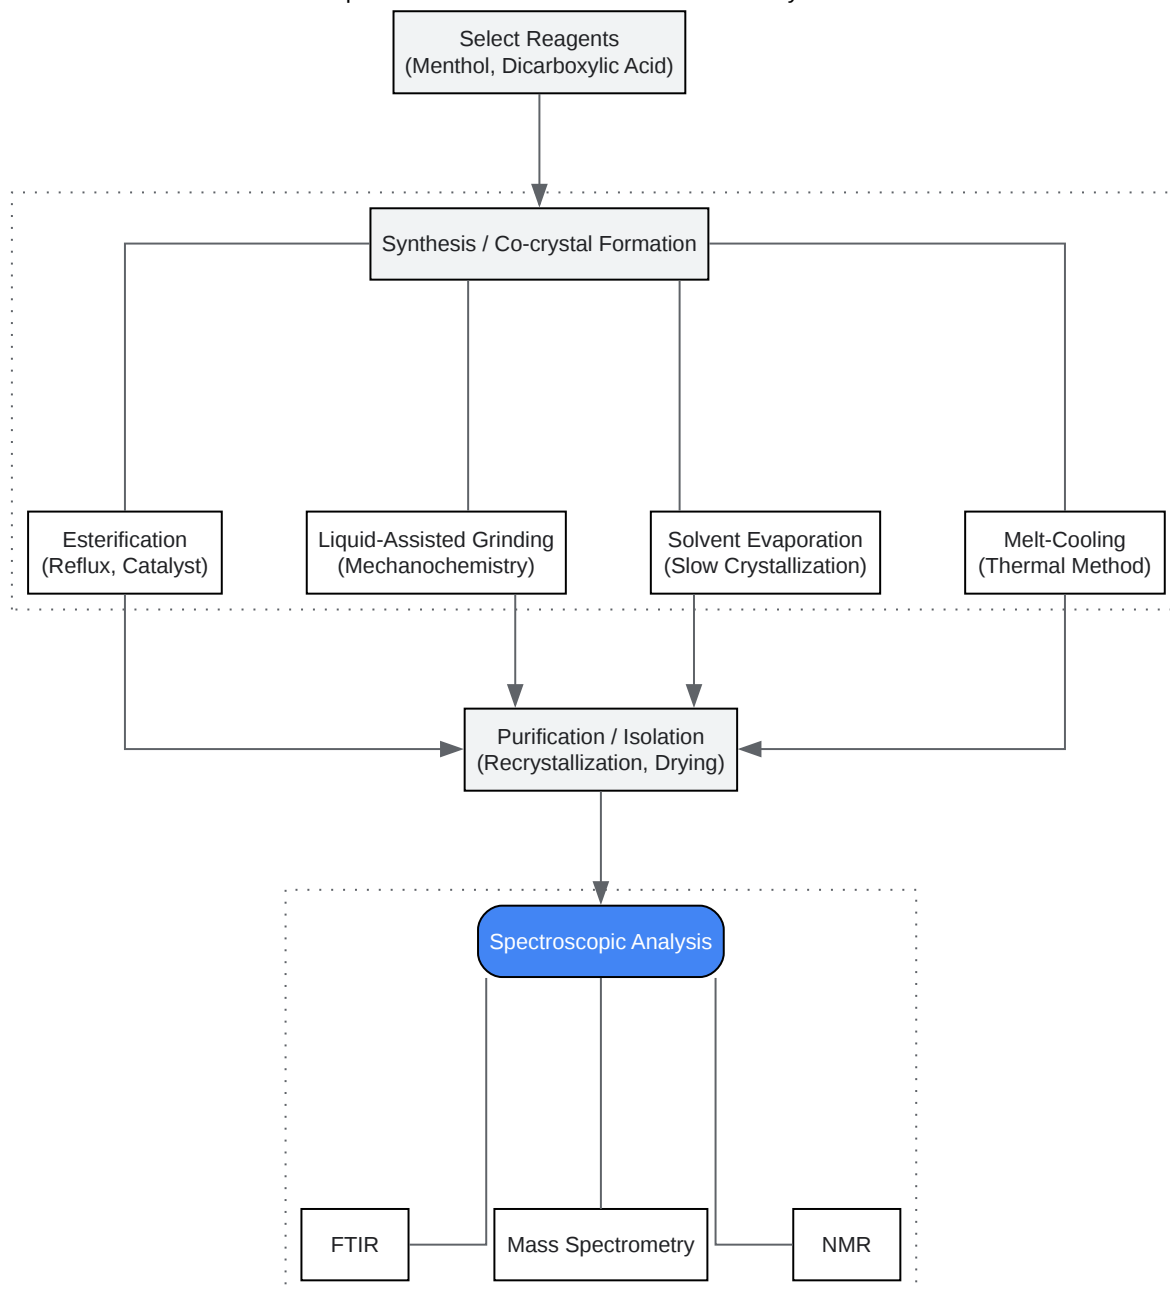 Select Reagents
(Menthol, Dicarboxylic Acid)
Synthesis / Co-crystal Formation
Esterification
(Reflux, Catalyst)
Liquid-Assisted Grinding
(Mechanochemistry)
Solvent Evaporation
(Slow Crystallization)
Melt-Cooling
(Thermal Method)
Purification / Isolation
(Recrystallization, Drying)
Spectroscopic Analysis
FTIR
Mass Spectrometry
NMR